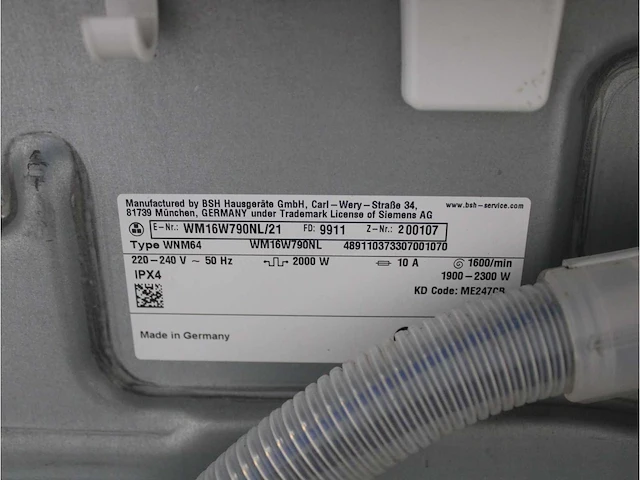 Manufactured by BSH Hausgeräte GmbH, Carl-Wery-Straße 34, www.bsh-service.com
81739 München, GERMANY under Trademark License of Siemens AG
E-Nr.: WM16W790NL/21 FD: 9911 Z-Nr.: 200107
Type WNM64 WM16W790NL 489110373307001070
220-240 V ~ 50 Hz 2000 W 10 A 1600/min
IPX4 1900-2300 W
KD Code:
Made in Germany